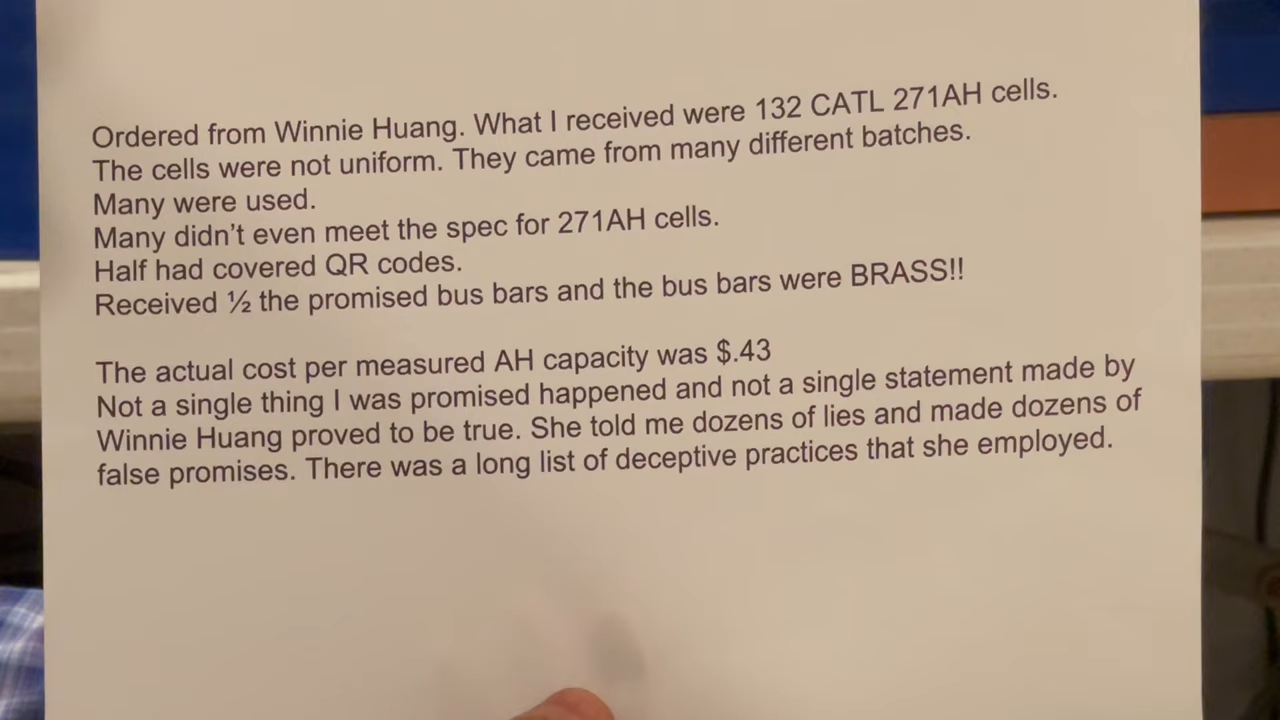 Ordered from Winnie Huang. What I received were 132 CATL 271AH cells.
The cells were not uniform. They came from many different batches.
Many were used.
Many didn't even meet the spec for 271AH cells.
Half had covered QR codes.
Received ½ the promised bus bars and the bus bars were BRASS!!
The actual cost per measured AH capacity was $.43
Not a single thing I was promised happened and not a single statement made by
Winnie Huang proved to be true. She told me dozens of lies and made dozens of
false promises. There was a long list of deceptive practices that she employed.